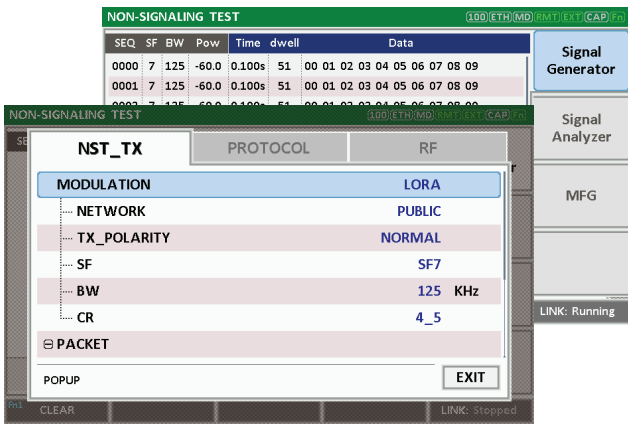 NON-SIGNALING TEST 100 ETH MD RMT EXT CAP Fn
SEQ SF BW Pow Time dwell Data
0000 7 125 -60.0 0.100s 51 00 01 02 03 04 05 06 07 08 09
0001 7 125 -60.0 0.100s 51 00 01 02 03 04 05 06 07 08 09
Signal
Generator
Signal
Analyzer
MFG
LINK: Running
NON-SIGNALING TEST 100 ETH MD RMT EXT CAP Fn
SE
NST_TX PROTOCOL RF
MODULATION LORA
NETWORK PUBLIC
TX_POLARITY NORMAL
SF SF7
BW 125 KHz
CR 4_5
PACKET
POPUP EXIT
Fn1 CLEAR LINK: Stopped